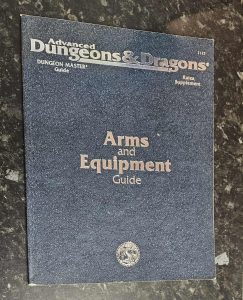 Advanced
Dungeons & Dragons®
DUNGEON MASTER®
Guide
Rules
Supplement
Arms
and
Equipment
Guide